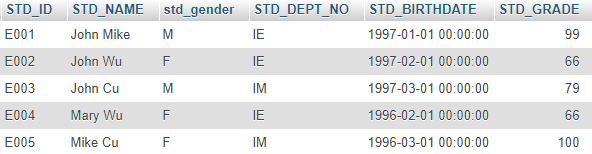 STD_ID STD_NAME std_gender STD_DEPT_NO STD_BIRTHDATE STD_GRADE
E001 John Mike M IE 1997-01-01 00:00:00 99
E002 John Wu F IE 1997-02-01 00:00:00 66
E003 John Cu M IM 1997-03-01 00:00:00 79
E004 Mary Wu F IE 1996-02-01 00:00:00 66
E005 Mike Cu F IM 1996-03-01 00:00:00 100